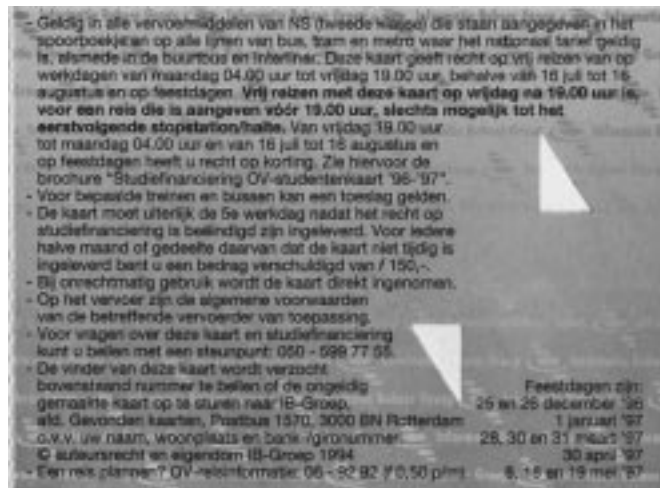 - Geldig in alle vervoermiddelen van NS (tweede klasse) die staan aangegeven in het
spoorboekje en op alle lijnen van bus, tram en metro waar het nationaal tarief geldig
is, alsmede in de buurtbus en Interliner. Deze kaart geeft recht op vrij reizen van op
werkdagen van maandag 04.00 uur tot vrijdag 19.00 uur, behalve van 16 juli tot 16
augustus en op feestdagen. Vrij reizen met deze kaart op vrijdag na 19.00 uur is,
voor een reis die is aangeven vóór 19.00 uur, slechts mogelijk tot het
eerstvolgende stopstation/halte. Van vrijdag 19.00 uur
tot maandag 04.00 uur en van 16 juli tot 16 augustus en
op feestdagen heeft u recht op korting. Zie hiervoor de
brochure "Studiefinanciering OV-studentenkaart '96-'97".
- Voor bepaalde treinen en bussen kan een toeslag gelden.
- De kaart moet uiterlijk de 5e werkdag nadat het recht op
studiefinanciering is beëindigd zijn ingeleverd. Voor iedere
halve maand of gedeelte daarvan dat de kaart niet tijdig is
ingeleverd bent u een bedrag verschuldigd van f 150,-.
- Bij onrechtmatig gebruik wordt de kaart direkt ingenomen.
- Op het vervoer zijn de algemene voorwaarden
van de betreffende vervoerder van toepassing.
- Voor vragen over deze kaart en studiefinanciering
kunt u bellen met een steunpunt: 050 - 599 77 55.
- De vinder van deze kaart wordt verzocht
bovenstaand nummer te bellen of de ongeldig
gemaakte kaart op te sturen naar IB-Groep,
afd. Gevonden kaarten, Postbus 1570, 3000 BN Rotterdam
o.v.v. uw naam, woonplaats en bank-/gironummer.
© auteursrecht en eigendom IB-Groep 1994
- Een reis plannen? OV-reisinformatie: 06 - 92 92 (f 0,50 p/m)
Feestdagen zijn:
25 en 26 december '96
1 januari '97
28, 30 en 31 maart '97
30 april '97
8, 18 en 19 mei '97